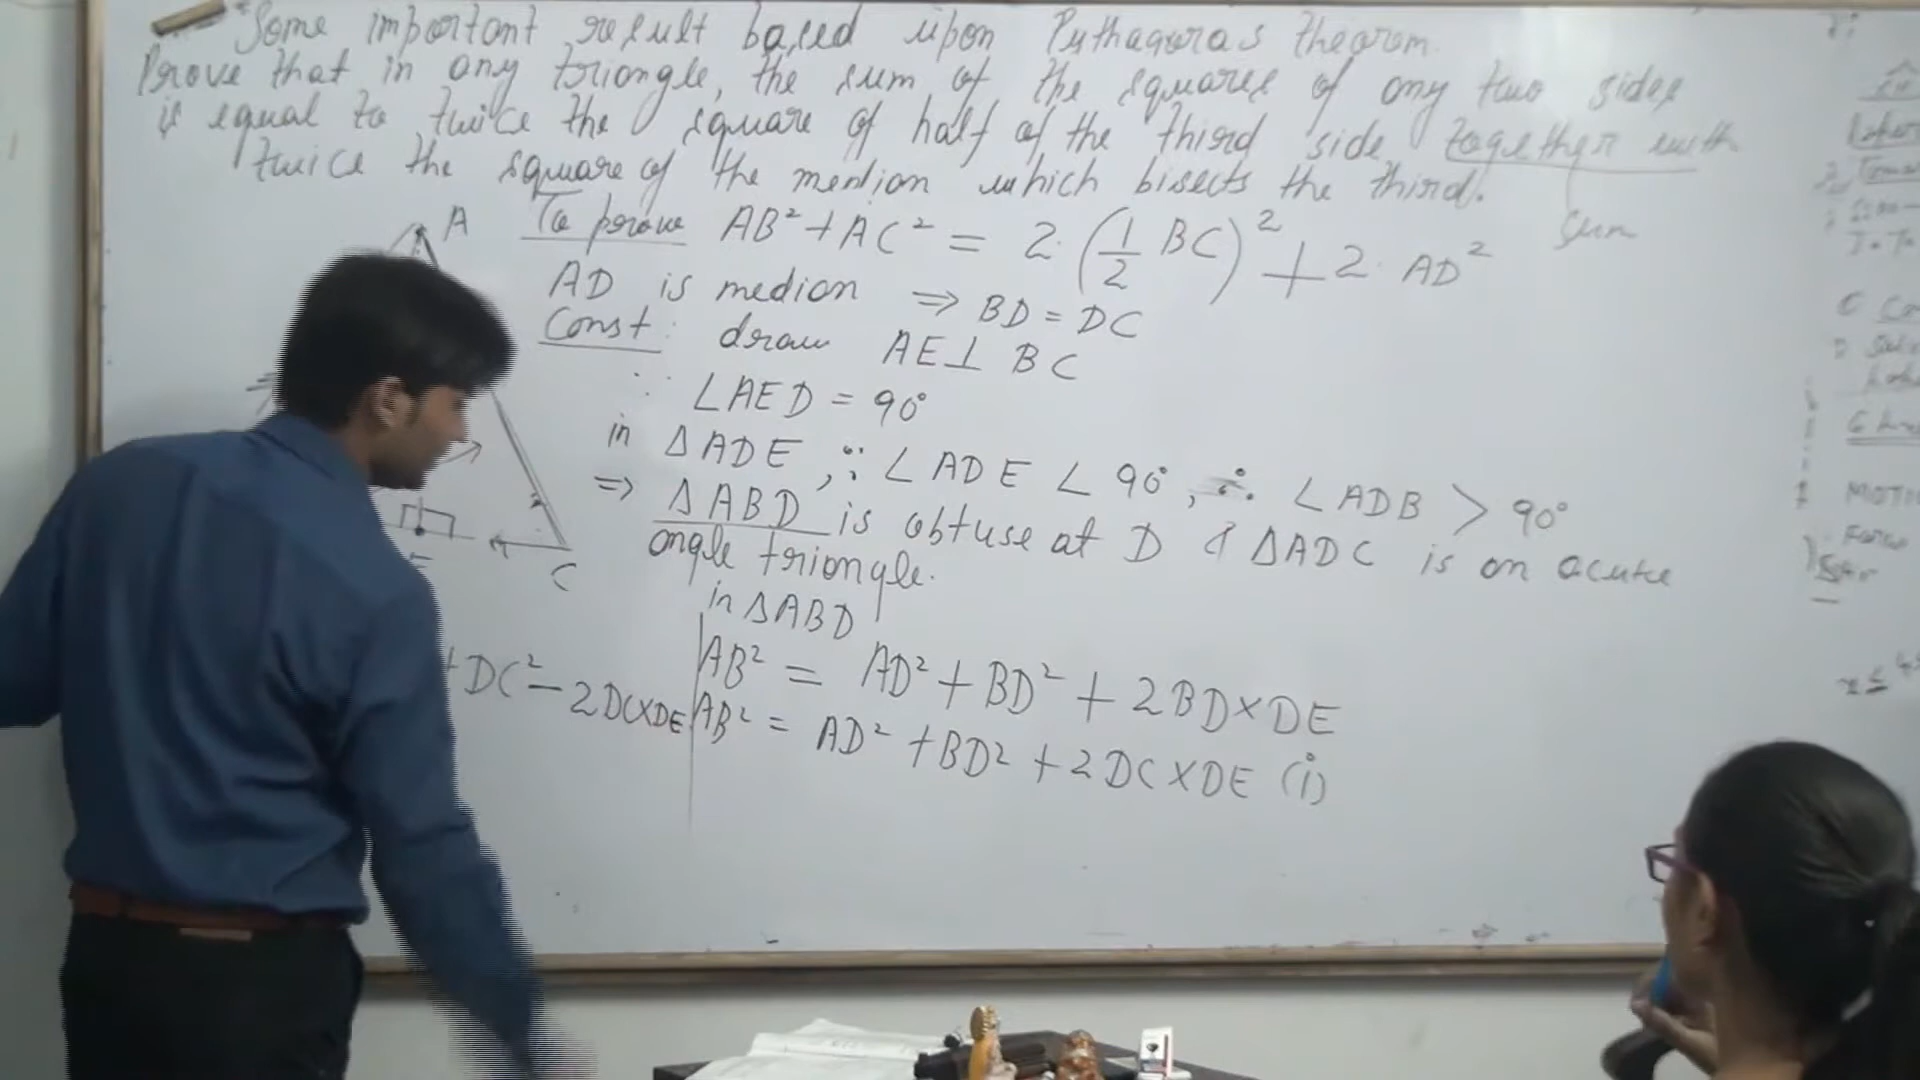 Some important result based upon Pythagoras theorom.
Prove that in any triangle, the sum of the squares of any two sides
is equal to twice the square of half of the third side together with
twice the square of the median which bisects the third.
Sum
A
To prove AB² + AC² = 2·(1/2 BC)² + 2· AD²
AD is median ⇒ BD = DC
Const: draw AE ⊥ BC
∵ ∠AED = 90°
in ΔADE, ∵ ∠ADE < 90°, ∴ ∠ADB > 90°
⇒ ΔABD is obtuse at D & ΔADC is an acute
angle triangle.
C
in ΔABD
AB² = AD² + BD² + 2BD×DE
+DC² − 2DC×DE
AB² = AD² + BD² + 2DC×DE (i)